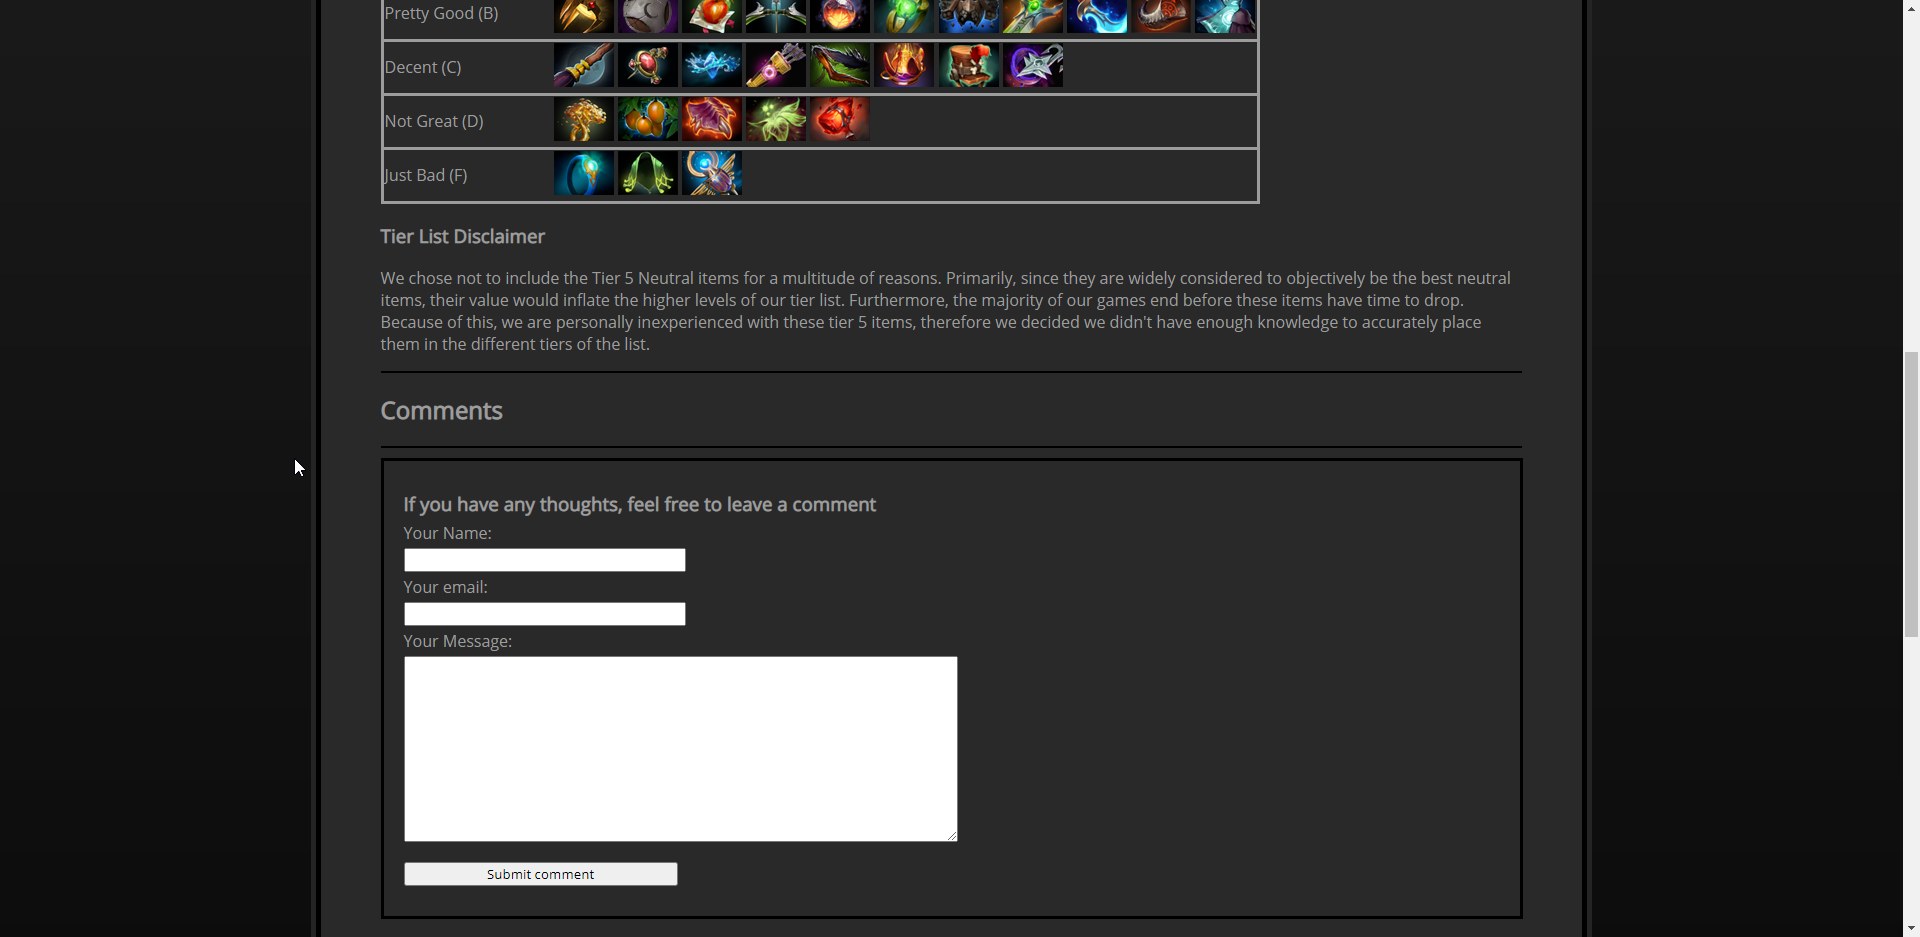 Pretty Good (B)
Decent (C)
Not Great (D)
Just Bad (F)
Tier List Disclaimer
We chose not to include the Tier 5 Neutral items for a multitude of reasons. Primarily, since they are widely considered to objectively be the best neutral
items, their value would inflate the higher levels of our tier list. Furthermore, the majority of our games end before these items have time to drop.
Because of this, we are personally inexperienced with these tier 5 items, therefore we decided we didn't have enough knowledge to accurately place
them in the different tiers of the list.
Comments
If you have any thoughts, feel free to leave a comment
Your Name:
Your email:
Your Message:
Submit comment